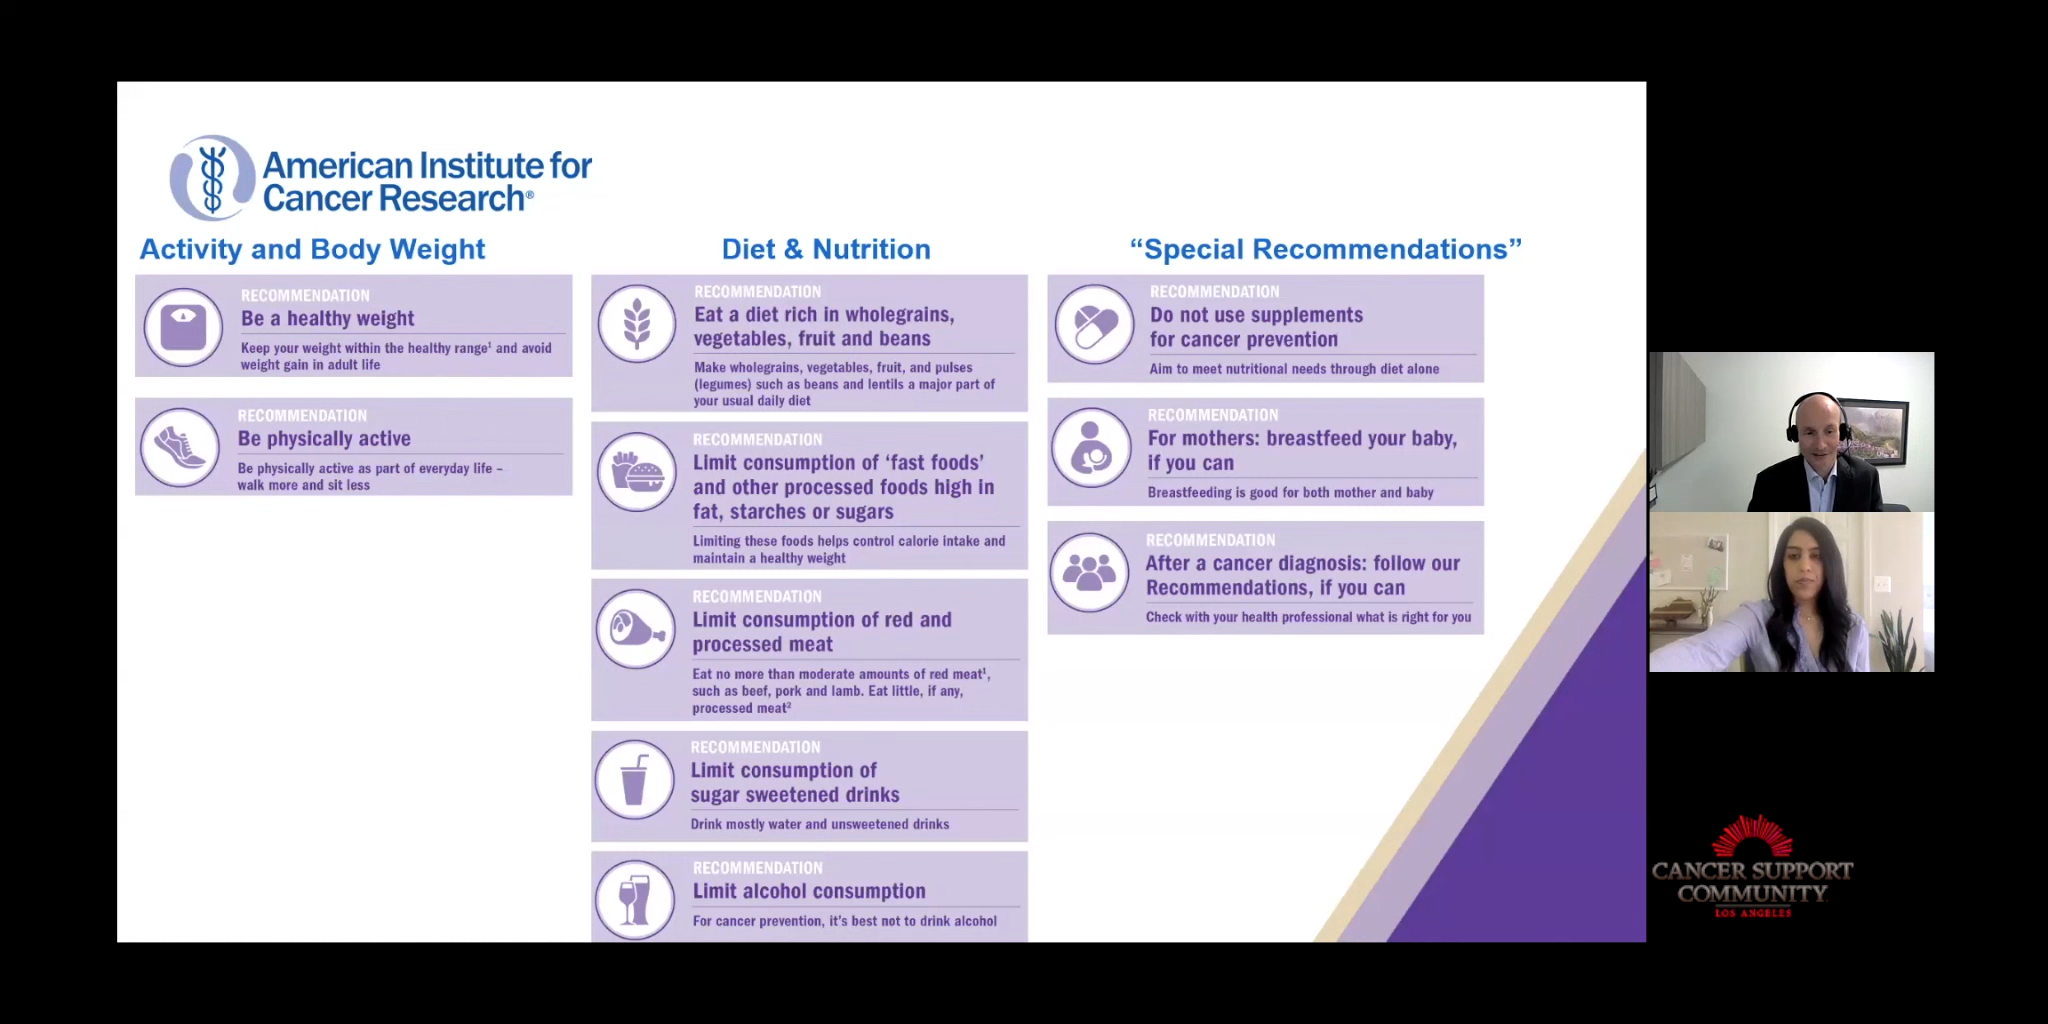 American Institute for
Cancer Research®
Activity and Body Weight
RECOMMENDATION
Be a healthy weight
Keep your weight within the healthy range¹ and avoid
weight gain in adult life
RECOMMENDATION
Be physically active
Be physically active as part of everyday life –
walk more and sit less
Diet & Nutrition
RECOMMENDATION
Eat a diet rich in wholegrains,
vegetables, fruit and beans
Make wholegrains, vegetables, fruit, and pulses
(legumes) such as beans and lentils a major part of
your usual daily diet
RECOMMENDATION
Limit consumption of ‘fast foods’
and other processed foods high in
fat, starches or sugars
Limiting these foods helps control calorie intake and
maintain a healthy weight
RECOMMENDATION
Limit consumption of red and
processed meat
Eat no more than moderate amounts of red meat¹,
such as beef, pork and lamb. Eat little, if any,
processed meat²
RECOMMENDATION
Limit consumption of
sugar sweetened drinks
Drink mostly water and unsweetened drinks
RECOMMENDATION
Limit alcohol consumption
For cancer prevention, it’s best not to drink alcohol
“Special Recommendations”
RECOMMENDATION
Do not use supplements
for cancer prevention
Aim to meet nutritional needs through diet alone
RECOMMENDATION
For mothers: breastfeed your baby,
if you can
Breastfeeding is good for both mother and baby
RECOMMENDATION
After a cancer diagnosis: follow our
Recommendations, if you can
Check with your health professional what is right for you
CANCER SUPPORT
COMMUNITY
LOS ANGELES